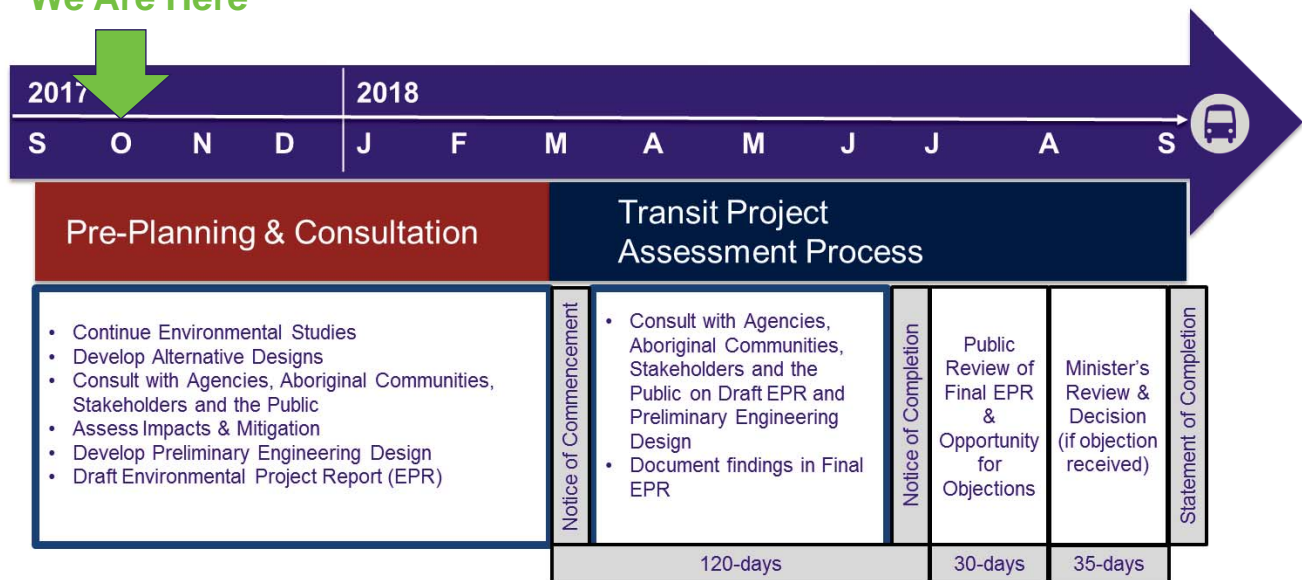 We Are Here
2017
2018
S O N D J F M A M J J A S
Pre-Planning & Consultation
Transit Project
Assessment Process
• Continue Environmental Studies
• Develop Alternative Designs
• Consult with Agencies, Aboriginal Communities,
Stakeholders and the Public
• Assess Impacts & Mitigation
• Develop Preliminary Engineering Design
• Draft Environmental Project Report (EPR)
Notice of Commencement
• Consult with Agencies,
Aboriginal Communities,
Stakeholders and the
Public on Draft EPR and
Preliminary Engineering
Design
• Document findings in Final
EPR
Notice of Completion
Public
Review of
Final EPR
&
Opportunity
for
Objections
Minister's
Review &
Decision
(if objection
received)
Statement of Completion
120-days
30-days
35-days